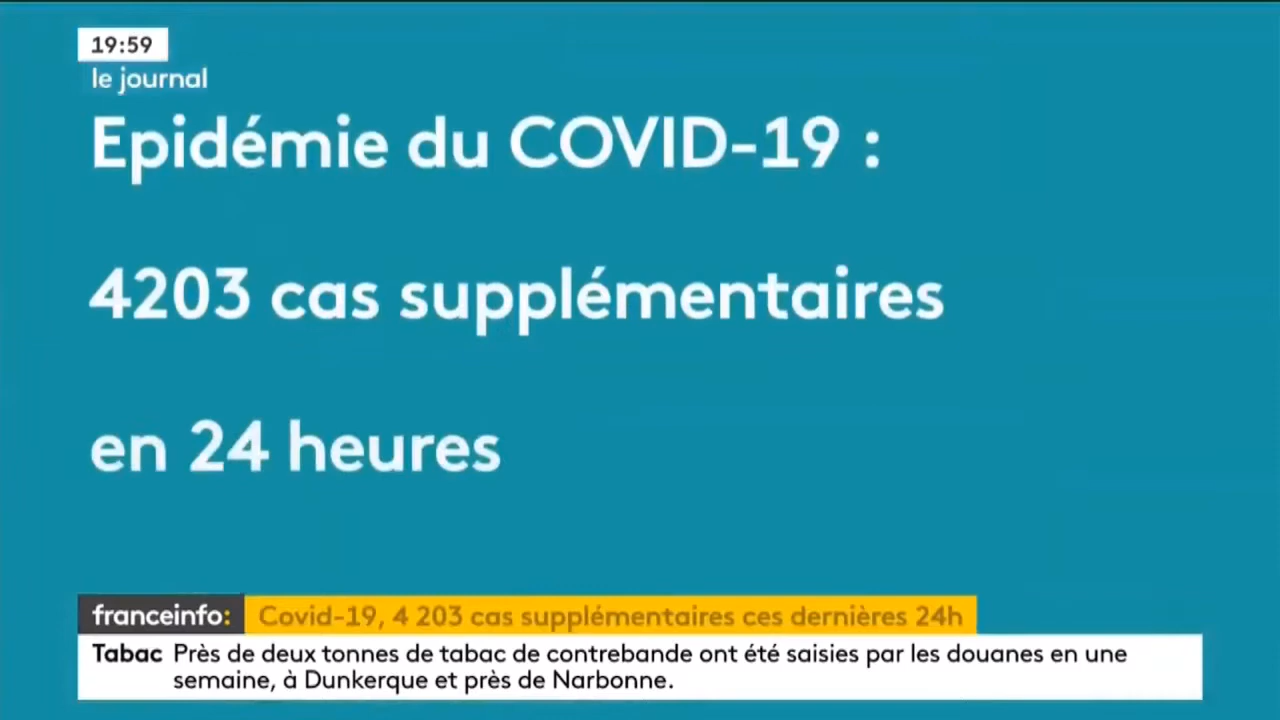 19:59
le journal
Epidémie du COVID-19 :
4203 cas supplémentaires
en 24 heures
franceinfo: Covid-19, 4 203 cas supplémentaires ces dernières 24h
Tabac Près de deux tonnes de tabac de contrebande ont été saisies par les douanes en une
semaine, à Dunkerque et près de Narbonne.